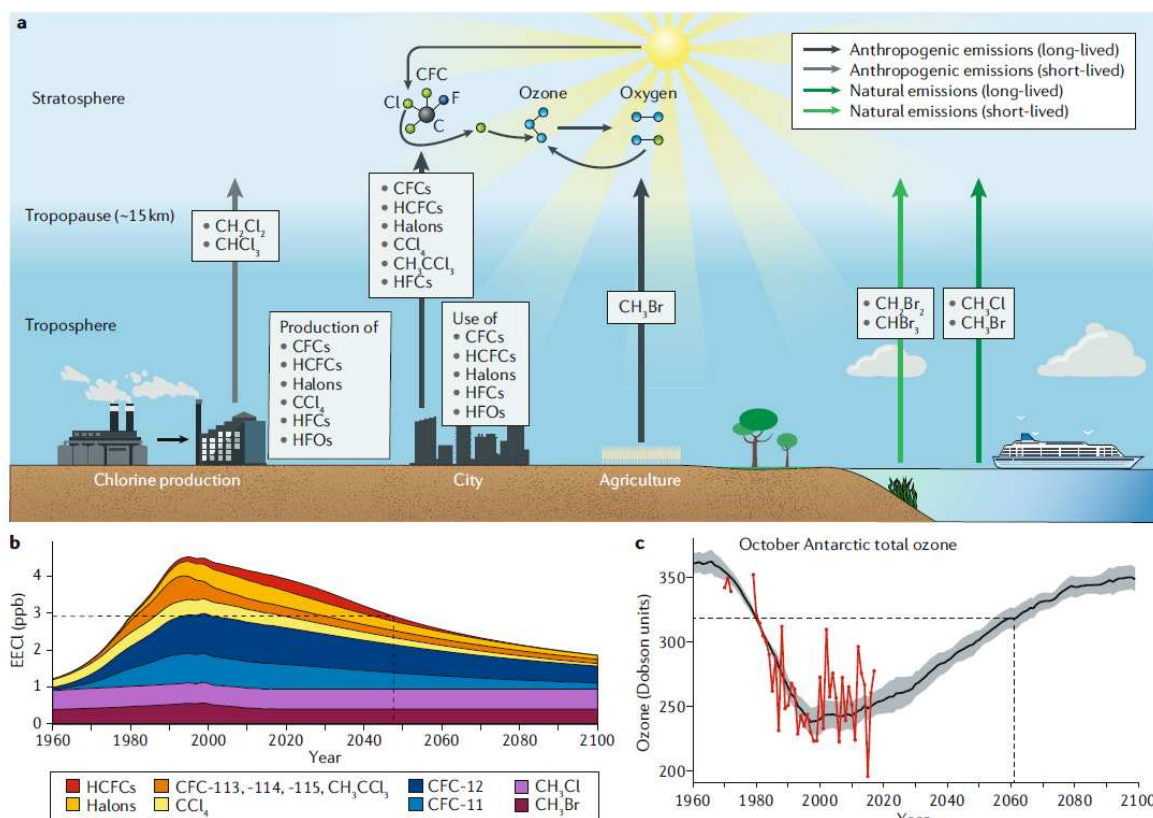 a
Anthropogenic emissions (long-lived)
Anthropogenic emissions (short-lived)
Natural emissions (long-lived)
Natural emissions (short-lived)
Stratosphere
CFC
Cl
F
C
Ozone
Oxygen
Tropopause (~15 km)
• CH₂Cl₂
• CHCl₃
• CFCs
• HCFCs
• Halons
• CCl₄
• CH₃CCl₃
• HFCs
CH₃Br
• CH₂Br₂
• CHBr₃
• CH₃Cl
• CH₃Br
Troposphere
Production of
• CFCs
• HCFCs
• Halons
• CCl₄
• HFCs
• HFOs
Use of
• CFCs
• HCFCs
• Halons
• HFCs
• HFOs
Chlorine production
City
Agriculture
b
EECl (ppb)
4
3
2
1
0
1960 1980 2000 2020 2040 2060 2080 2100
Year
HCFCs
Halons
CFC-113, -114, -115, CH₃CCl₃
CCl₄
CFC-12
CFC-11
CH₃Cl
CH₃Br
c
October Antarctic total ozone
Ozone (Dobson units)
350
300
250
200
1960 1980 2000 2020 2040 2060 2080 2100